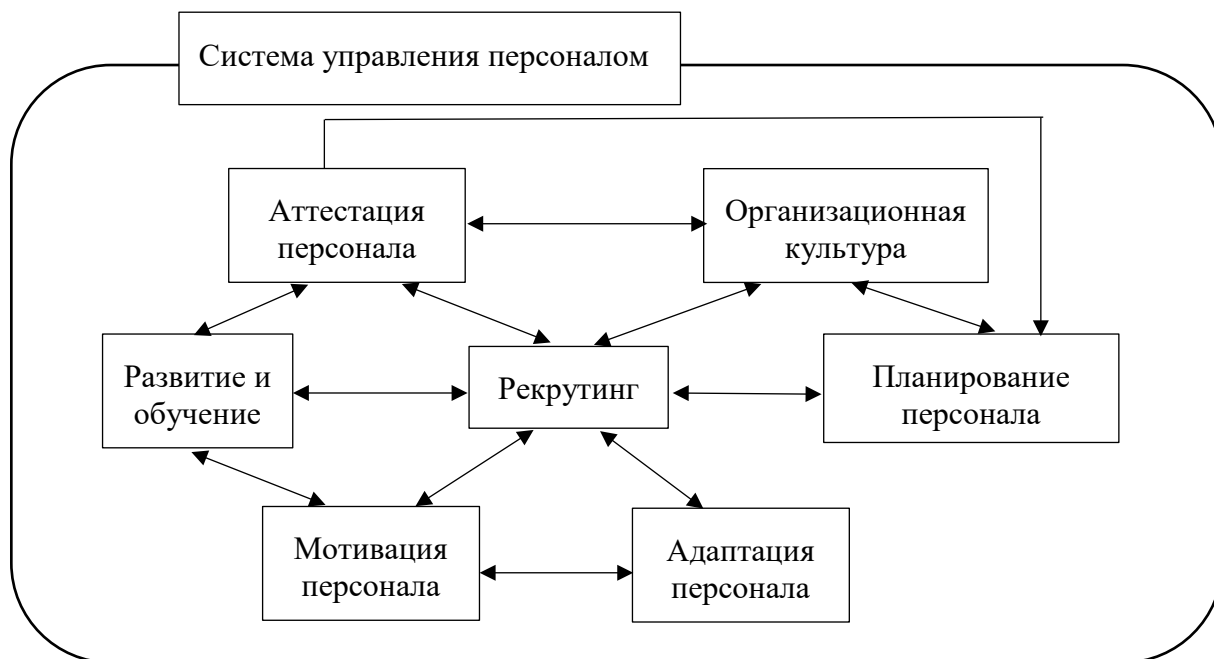 Система управления персоналом
Аттестация
персонала
Организационная
культура
Развитие и
обучение
Рекрутинг
Планирование
персонала
Мотивация
персонала
Адаптация
персонала